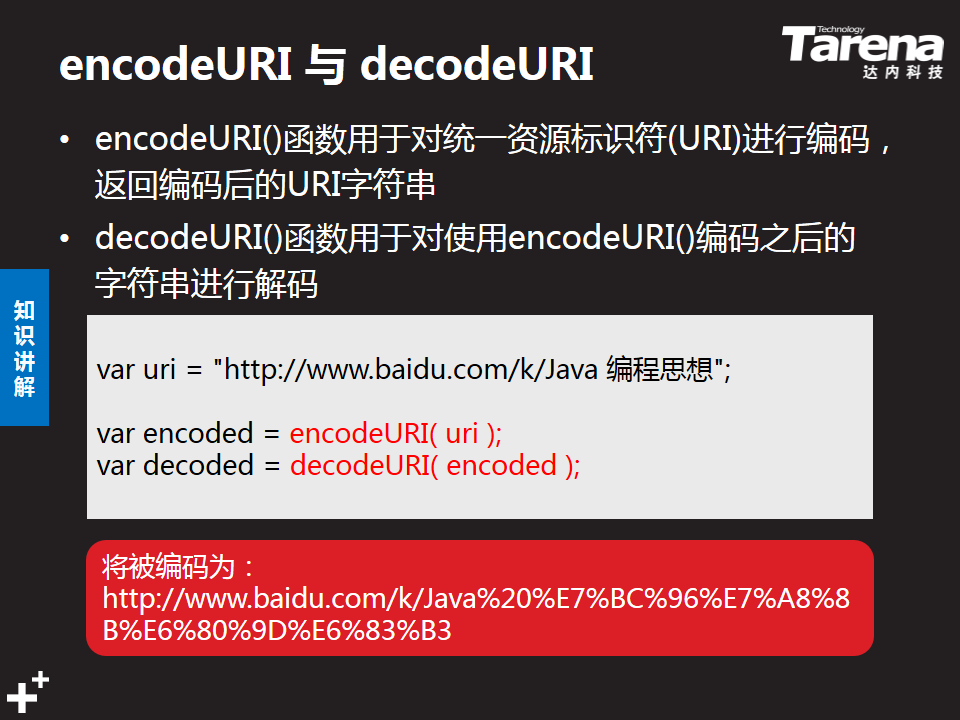 encodeURI 与 decodeURI
Technology
Tarena
达内科技
• encodeURI()函数用于对统一资源标识符(URI)进行编码，
返回编码后的URI字符串
• decodeURI()函数用于对使用encodeURI()编码之后的
字符串进行解码
知识讲解
var uri = "http://www.baidu.com/k/Java 编程思想";
var encoded = encodeURI( uri );
var decoded = decodeURI( encoded );
将被编码为：
http://www.baidu.com/k/Java%20%E7%BC%96%E7%A8%8
B%E6%80%9D%E6%83%B3